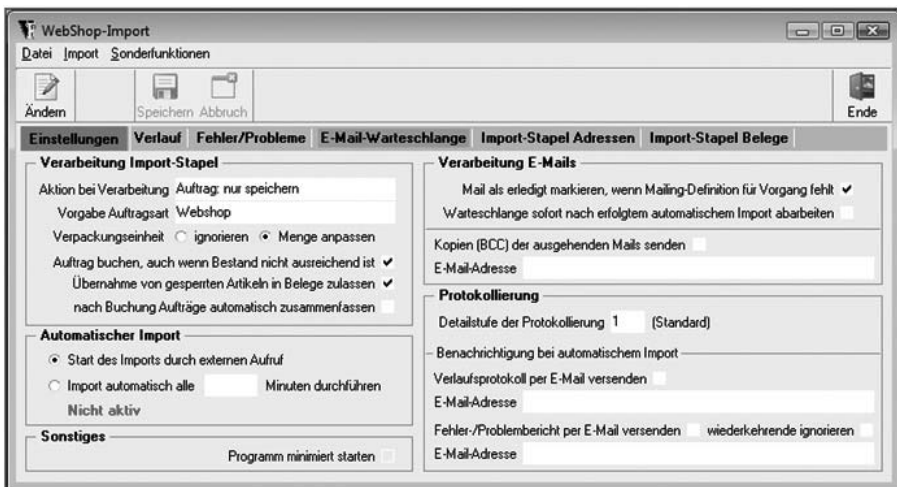 WebShop-Import
Datei Import Sonderfunktionen
Ändern Speichern Abbruch Ende
Einstellungen Verlauf Fehler/Probleme E-Mail-Warteschlange Import-Stapel Adressen Import-Stapel Belege
Verarbeitung Import-Stapel
Aktion bei Verarbeitung Auftrag: nur speichern
Vorgabe Auftragsart Webshop
Verpackungseinheit ignorieren Menge anpassen
Auftrag buchen, auch wenn Bestand nicht ausreichend ist
Übernahme von gesperrten Artikeln in Belege zulassen
nach Buchung Aufträge automatisch zusammenfassen
Automatischer Import
Start des Imports durch externen Aufruf
Import automatisch alle Minuten durchführen
Nicht aktiv
Sonstiges
Programm minimiert starten
Verarbeitung E-Mails
Mail als erledigt markieren, wenn Mailing-Definition für Vorgang fehlt
Warteschlange sofort nach erfolgtem automatischem Import abarbeiten
Kopien (BCC) der ausgehenden Mails senden
E-Mail-Adresse
Protokollierung
Detailstufe der Protokollierung 1 (Standard)
Benachrichtigung bei automatischem Import
Verlaufsprotokoll per E-Mail versenden
E-Mail-Adresse
Fehler-/Problembericht per E-Mail versenden wiederkehrende ignorieren
E-Mail-Adresse